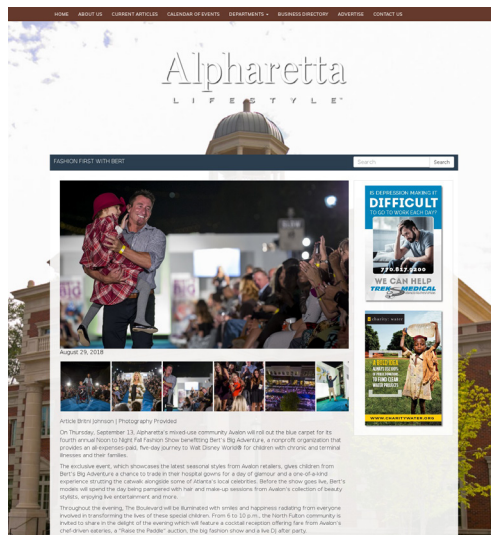 HOME ABOUT US CURRENT ARTICLES CALENDAR OF EVENTS DEPARTMENTS BUSINESS DIRECTORY ADVERTISE CONTACT US
Alpharetta
LIFESTYLE
FASHION FIRST WITH BERT
Search Search
IS DEPRESSION MAKING IT
DIFFICULT
TO GO TO WORK EACH DAY?
770.817.9200
WE CAN HELP
TREK MEDICAL
August 29, 2018
charity: water
TO FUND CLEAN
WATER PROJECTS
WWW.CHARITYWATER.ORG
Article Britni Johnson | Photography Provided
On Thursday, September 13, Alpharetta's mixed-use community Avalon will roll out the blue carpet for its
fourth annual Noon to Night Fall Fashion Show benefitting Bert's Big Adventure, a nonprofit organization that
provides an all-expenses-paid, five-day journey to Walt Disney World® for children with chronic and terminal
illnesses and their families.
The exclusive event, which showcases the latest seasonal styles from Avalon retailers, gives children from
Bert's Big Adventure a chance to trade in their hospital gowns for a day of glamour and a one-of-a-kind
experience strutting the catwalk alongside some of Atlanta's local celebrities. Before the show goes live, Bert's
models will spend the day being pampered with hair and make-up sessions from Avalon's collection of beauty
stylists, enjoying live entertainment and more.
Throughout the evening, The Boulevard will be illuminated with smiles and happiness radiating from everyone
involved in transforming the lives of these special children. From 6 to 10 p.m., the North Fulton community is
invited to share in the delight of the evening which will feature a cocktail reception offering fare from Avalon's
chef-driven eateries, a "Raise the Paddle" auction, the big fashion show and a live DJ after party.